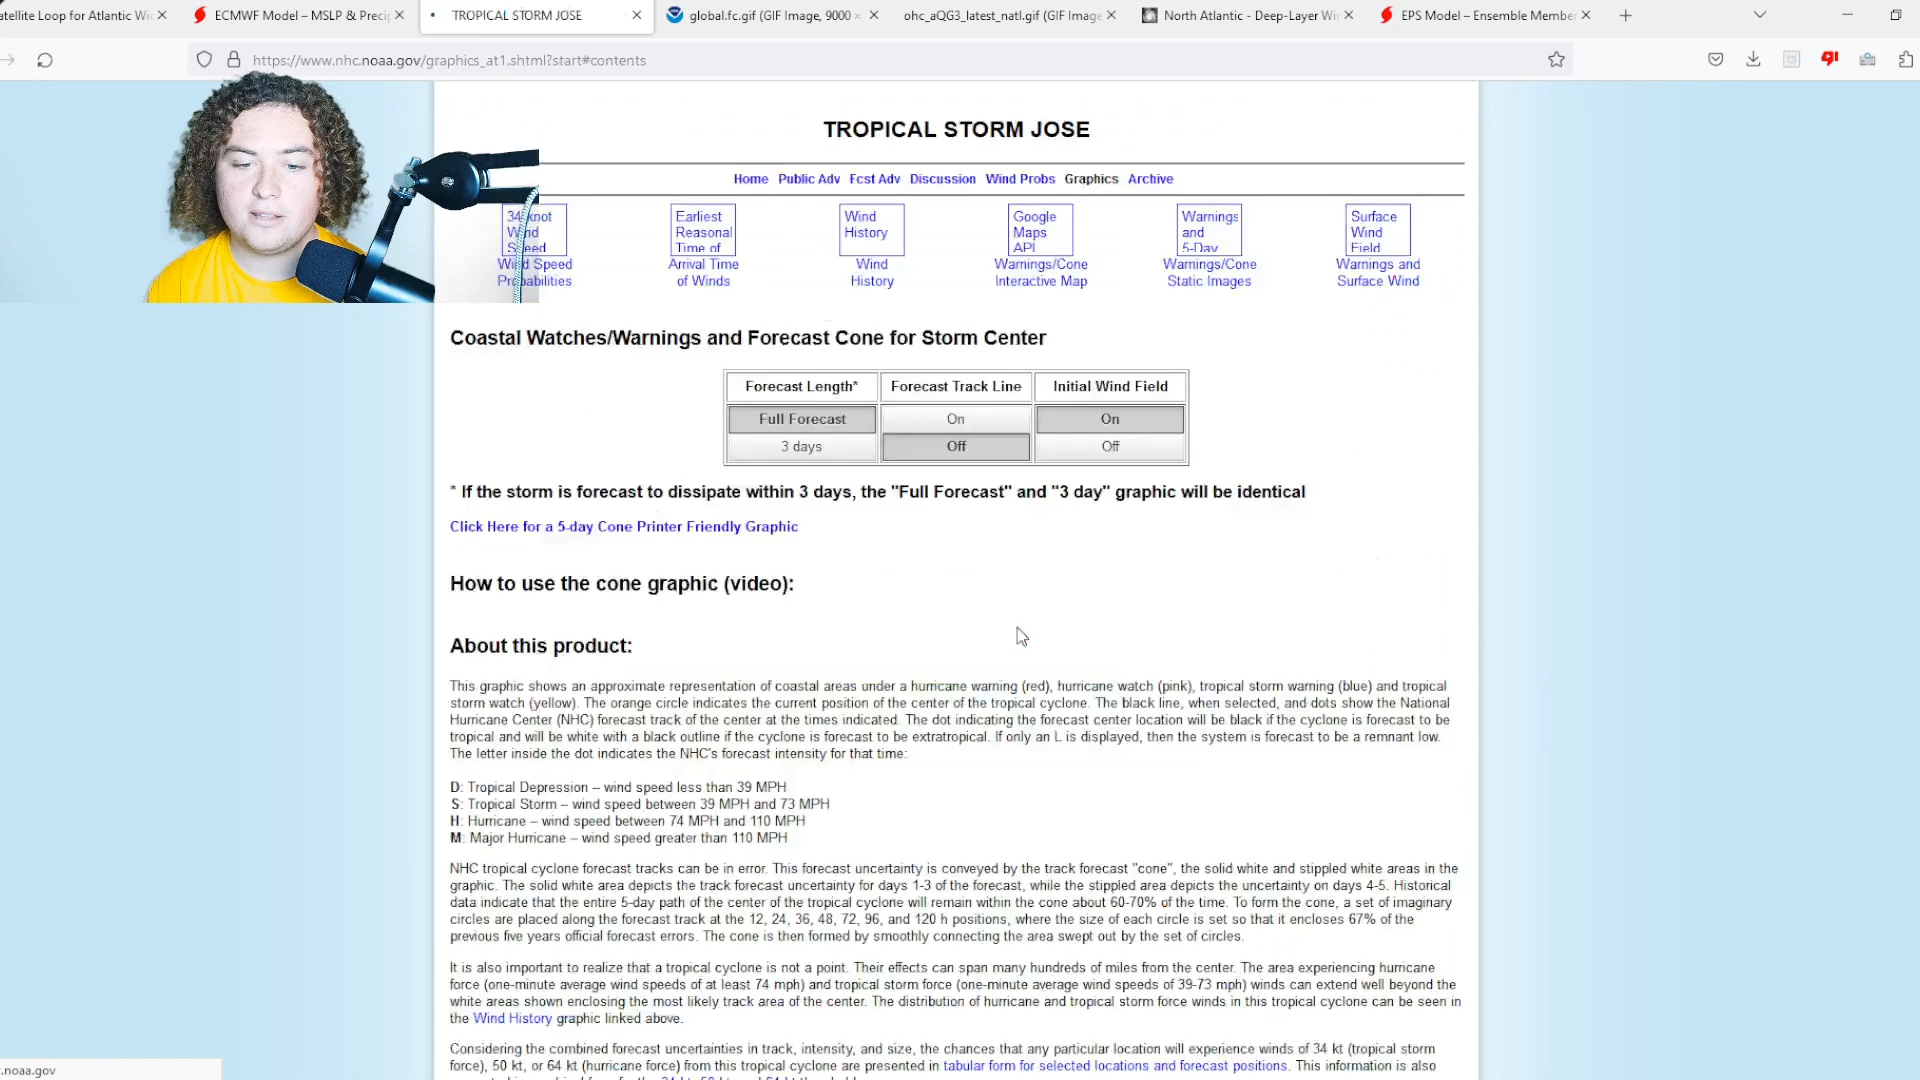 atellite Loop for Atlantic Wi
ECMWF Model – MSLP & Precip
TROPICAL STORM JOSE
global.fc.gif (GIF Image, 9000 ×
ohc_aQG3_latest_natl.gif (GIF Image
North Atlantic - Deep-Layer Win
EPS Model – Ensemble Member
https://www.nhc.noaa.gov/graphics_at1.shtml?start#contents
TROPICAL STORM JOSE
Home Public Adv Fcst Adv Discussion Wind Probs Graphics Archive
34 knot
Wind
Speed
Earliest
Reasonal
Time of
Wind
History
Google
Maps
API
Warnings
and
5-Day
Surface
Wind
Field
Wind Speed
Probabilities
Arrival Time
of Winds
Wind
History
Warnings/Cone
Interactive Map
Warnings/Cone
Static Images
Warnings and
Surface Wind
Coastal Watches/Warnings and Forecast Cone for Storm Center
Forecast Length* Forecast Track Line Initial Wind Field
Full Forecast On On
3 days Off Off
* If the storm is forecast to dissipate within 3 days, the "Full Forecast" and "3 day" graphic will be identical
Click Here for a 5-day Cone Printer Friendly Graphic
How to use the cone graphic (video):
About this product:
This graphic shows an approximate representation of coastal areas under a hurricane warning (red), hurricane watch (pink), tropical storm warning (blue) and tropical
storm watch (yellow). The orange circle indicates the current position of the center of the tropical cyclone. The black line, when selected, and dots show the National
Hurricane Center (NHC) forecast track of the center at the times indicated. The dot indicating the forecast center location will be black if the cyclone is forecast to be
tropical and will be white with a black outline if the cyclone is forecast to be extratropical. If only an L is displayed, then the system is forecast to be a remnant low.
The letter inside the dot indicates the NHC's forecast intensity for that time:
D: Tropical Depression – wind speed less than 39 MPH
S: Tropical Storm – wind speed between 39 MPH and 73 MPH
H: Hurricane – wind speed between 74 MPH and 110 MPH
M: Major Hurricane – wind speed greater than 110 MPH
NHC tropical cyclone forecast tracks can be in error. This forecast uncertainty is conveyed by the track forecast "cone", the solid white and stippled white areas in the
graphic. The solid white area depicts the track forecast uncertainty for days 1-3 of the forecast, while the stippled area depicts the uncertainty on days 4-5. Historical
data indicate that the entire 5-day path of the center of the tropical cyclone will remain within the cone about 60-70% of the time. To form the cone, a set of imaginary
circles are placed along the forecast track at the 12, 24, 36, 48, 72, 96, and 120 h positions, where the size of each circle is set so that it encloses 67% of the
previous five years official forecast errors. The cone is then formed by smoothly connecting the area swept out by the set of circles.
It is also important to realize that a tropical cyclone is not a point. Their effects can span many hundreds of miles from the center. The area experiencing hurricane
force (one-minute average wind speeds of at least 74 mph) and tropical storm force (one-minute average wind speeds of 39-73 mph) winds can extend well beyond the
white areas shown enclosing the most likely track area of the center. The distribution of hurricane and tropical storm force winds in this tropical cyclone can be seen in
the Wind History graphic linked above.
Considering the combined forecast uncertainties in track, intensity, and size, the chances that any particular location will experience winds of 34 kt (tropical storm
force), 50 kt, or 64 kt (hurricane force) from this tropical cyclone are presented in tabular form for selected locations and forecast positions. This information is also
.noaa.gov